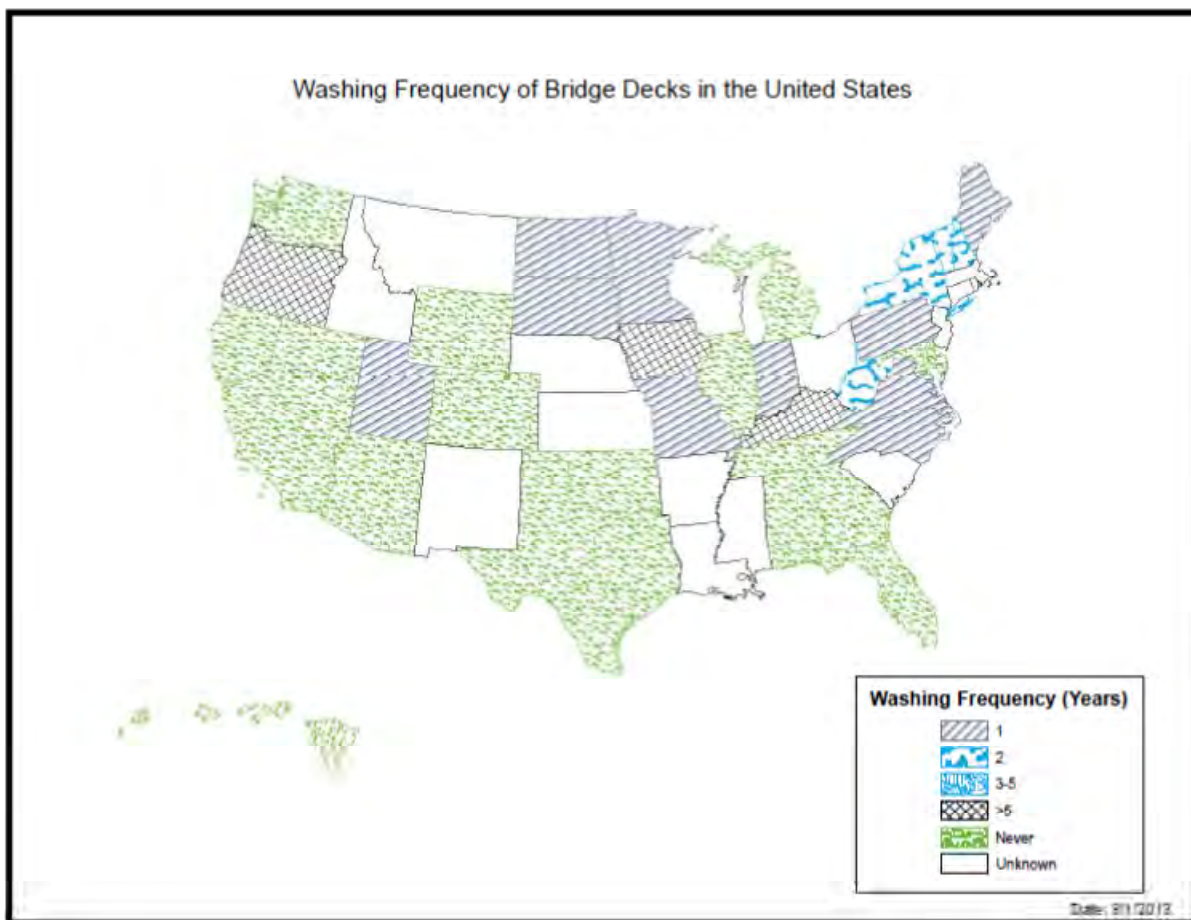 Washing Frequency of Bridge Decks in the United States
Washing Frequency (Years)
1
2
3-5
>5
Never
Unknown
Date: